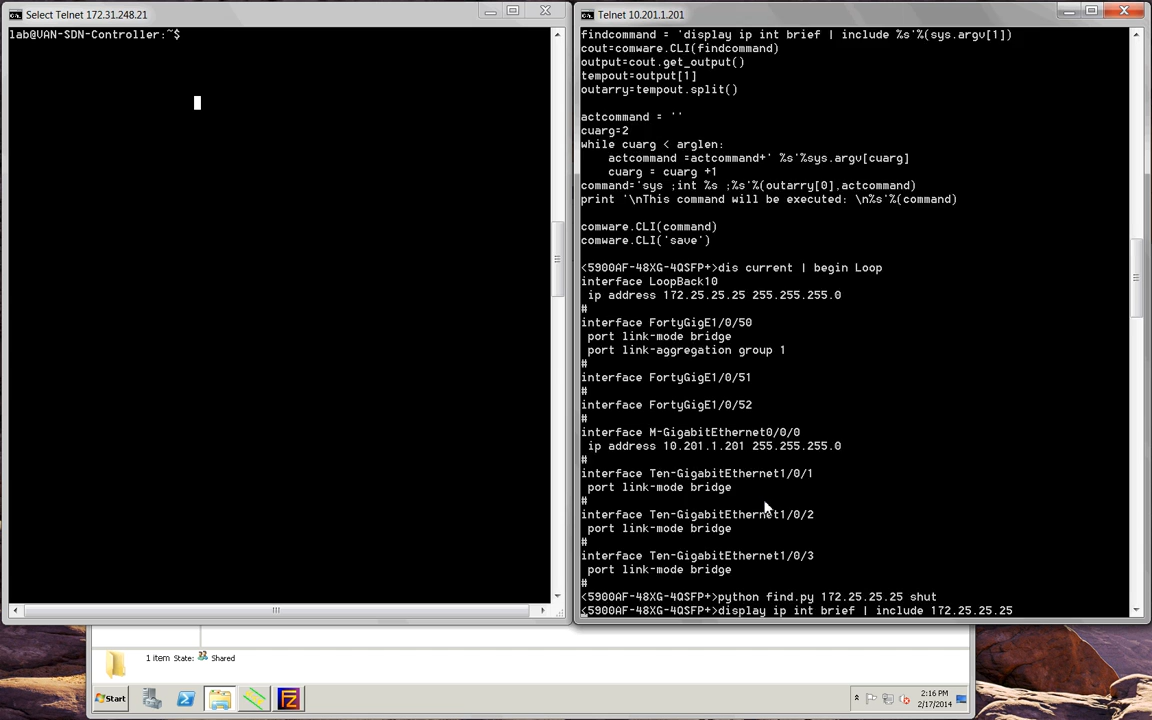 Select Telnet 172.31.248.21
lab@VAN-SDN-Controller:~$
Telnet 10.201.1.201
findcommand = 'display ip int brief | include %s'%(sys.argv[1])
cout=comware.CLI(findcommand)
output=cout.get_output()
tempout=output[1]
outarry=tempout.split()
actcommand = ''
cuarg=2
while cuarg < arglen:
    actcommand =actcommand+' %s'%sys.argv[cuarg]
    cuarg = cuarg +1
command='sys ;int %s ;%s'%(outarry[0],actcommand)
print '\nThis command will be executed: \n%s'%(command)
comware.CLI(command)
comware.CLI('save')
<5900AF-48XG-4QSFP+>dis current | begin Loop
interface LoopBack10
 ip address 172.25.25.25 255.255.255.0
#
interface FortyGigE1/0/50
 port link-mode bridge
 port link-aggregation group 1
#
interface FortyGigE1/0/51
#
interface FortyGigE1/0/52
#
interface M-GigabitEthernet0/0/0
 ip address 10.201.1.201 255.255.255.0
#
interface Ten-GigabitEthernet1/0/1
 port link-mode bridge
#
interface Ten-GigabitEthernet1/0/2
 port link-mode bridge
#
interface Ten-GigabitEthernet1/0/3
 port link-mode bridge
#
<5900AF-48XG-4QSFP+>python find.py 172.25.25.25 shut
<5900AF-48XG-4QSFP+>display ip int brief | include 172.25.25.25
1 item State: Shared
Start
2:16 PM
2/17/2014